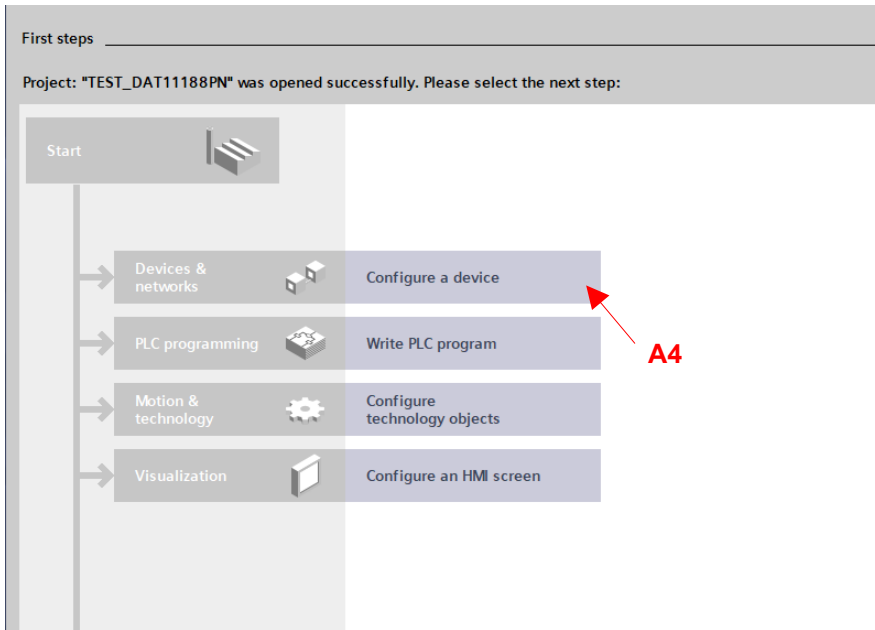 First steps
Project: "TEST_DAT11188PN" was opened successfully. Please select the next step:
Start
Devices &
networks
Configure a device
PLC programming
Write PLC program
A4
Motion &
technology
Configure
technology objects
Visualization
Configure an HMI screen